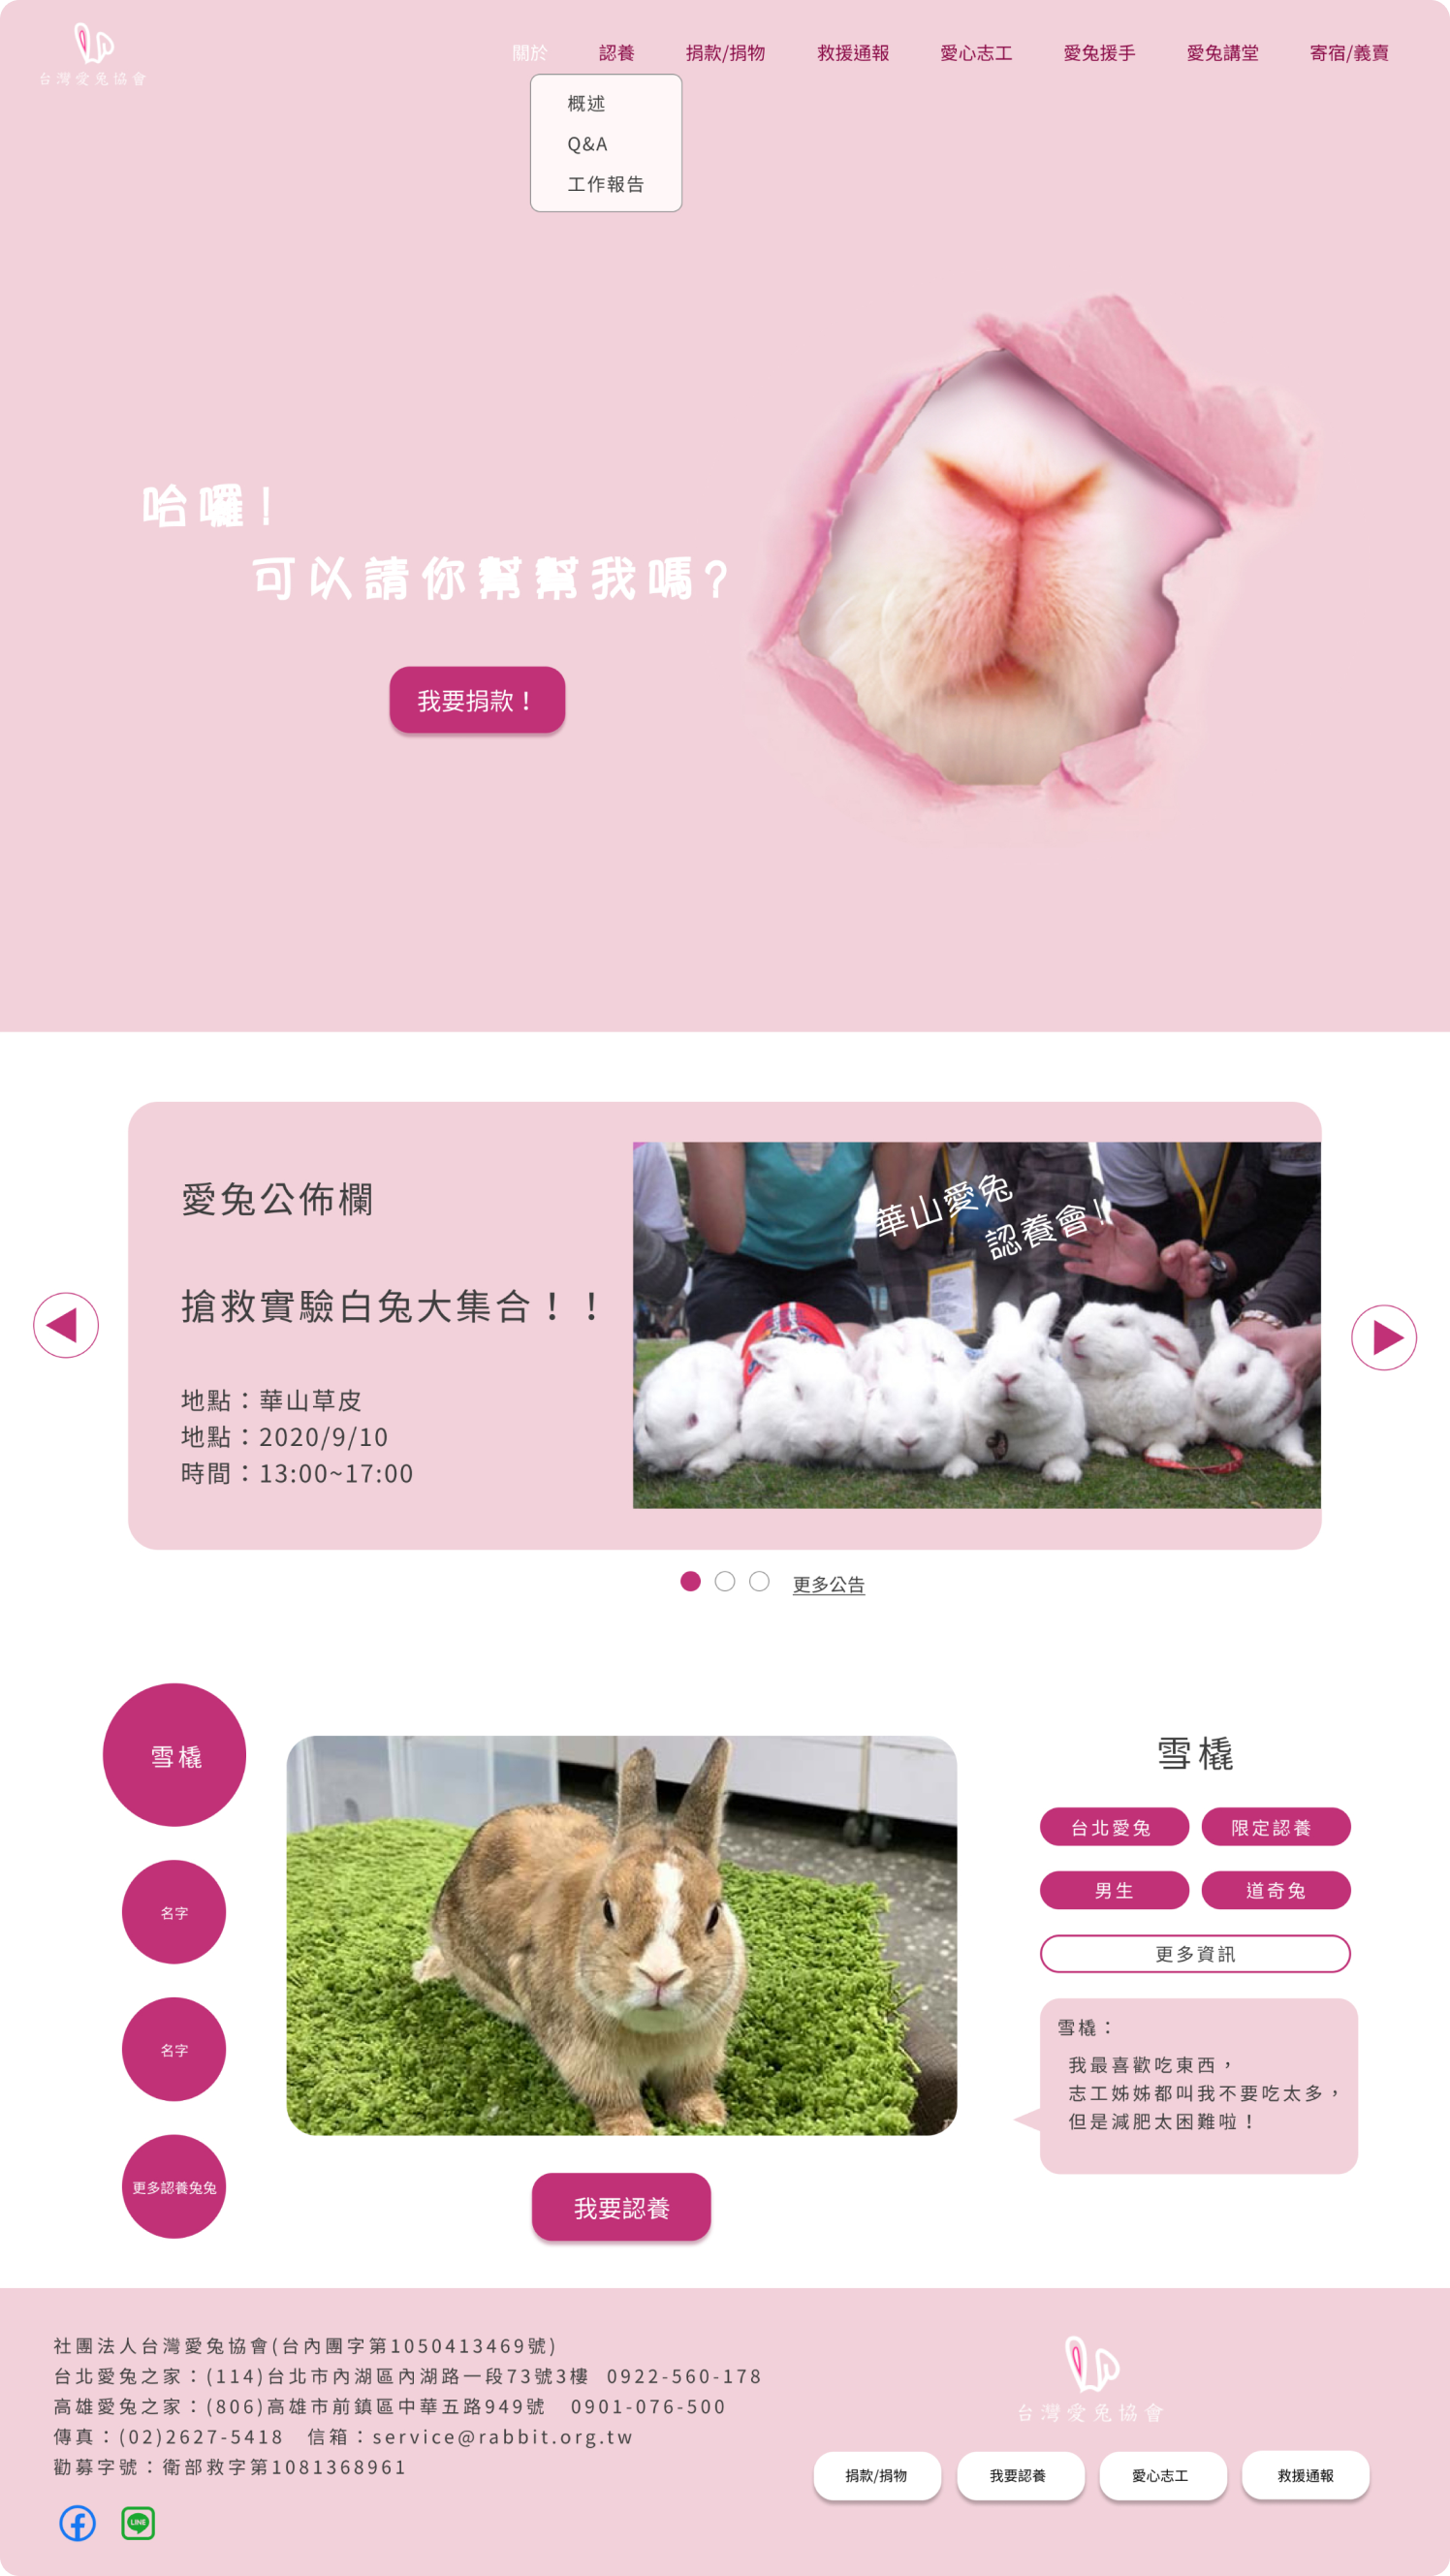 台灣愛兔協會
關於 認養 捐款/捐物 救援通報 愛心志工 愛兔援手 愛兔講堂 寄宿/義賣
概述
Q&A
工作報告
哈囉!
可以請你幫幫我嗎?
我要捐款！
愛兔公佈欄
搶救實驗白兔大集合！！
地點：華山草皮
地點：2020/9/10
時間：13:00~17:00
華山愛兔
認養會!
更多公告
雪橇
名字
名字
更多認養兔兔
我要認養
雪橇
台北愛兔 限定認養
男生 道奇兔
更多資訊
雪橇：
我最喜歡吃東西，
志工姊姊都叫我不要吃太多，
但是減肥太困難啦！
社團法人台灣愛兔協會(台內團字第1050413469號)
台北愛兔之家：(114)台北市內湖區內湖路一段73號3樓 0922-560-178
高雄愛兔之家：(806)高雄市前鎮區中華五路949號 0901-076-500
傳真：(02)2627-5418 信箱：service@rabbit.org.tw
勸募字號：衛部救字第1081368961
LINE
台灣愛兔協會
捐款/捐物 我要認養 愛心志工 救援通報